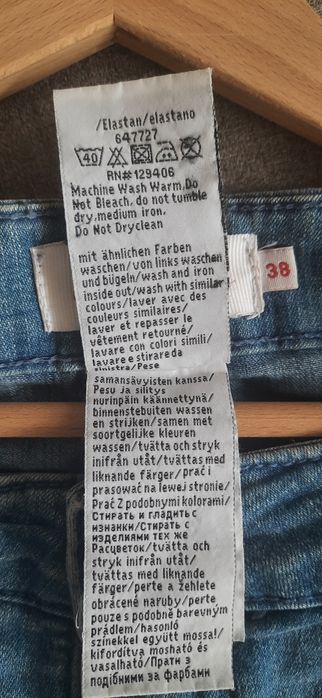 /Elastan/elastano
647727
40
RN#129406
Machine Wash Warm.Do
Not Bleach, do not tumble
dry,medium iron.
Do Not Dryclean
mit ähnlichen Farben
waschen/von links waschen
und bügeln/wash and iron
inside out/wash with similar
colours/laver avec des
couleurs similaires/
laver et repasser le
vêtement retourné/
lavare con colori simili/
lavare e stirare da
sinistra/Pese
samansävyisten kanssa/
Pesu ja silitys
nurinpäin käännettynä/
binnenstebuiten wassen
en strijken/samen met
soortgelijke kleuren
wassen/tvätta och stryk
inifrån utåt/tvättas med
liknande färger/prać i
prasować na lewej stronie/
Prać Z podobnymi kolorami/
Стирать и гладить с
изнанки/Стирать с
изделиями тех же
Расцветок/tvätta och
stryk inifrån utåt/
tvättas med liknande
färger/perte a žehlete
obrácené naruby/perte
pouze s podobně barevným
prádlem/hasonló
színekkel együtt mossa!/
kifordítva mosható és
vasalható/Прати з
подібними за фарбами
38